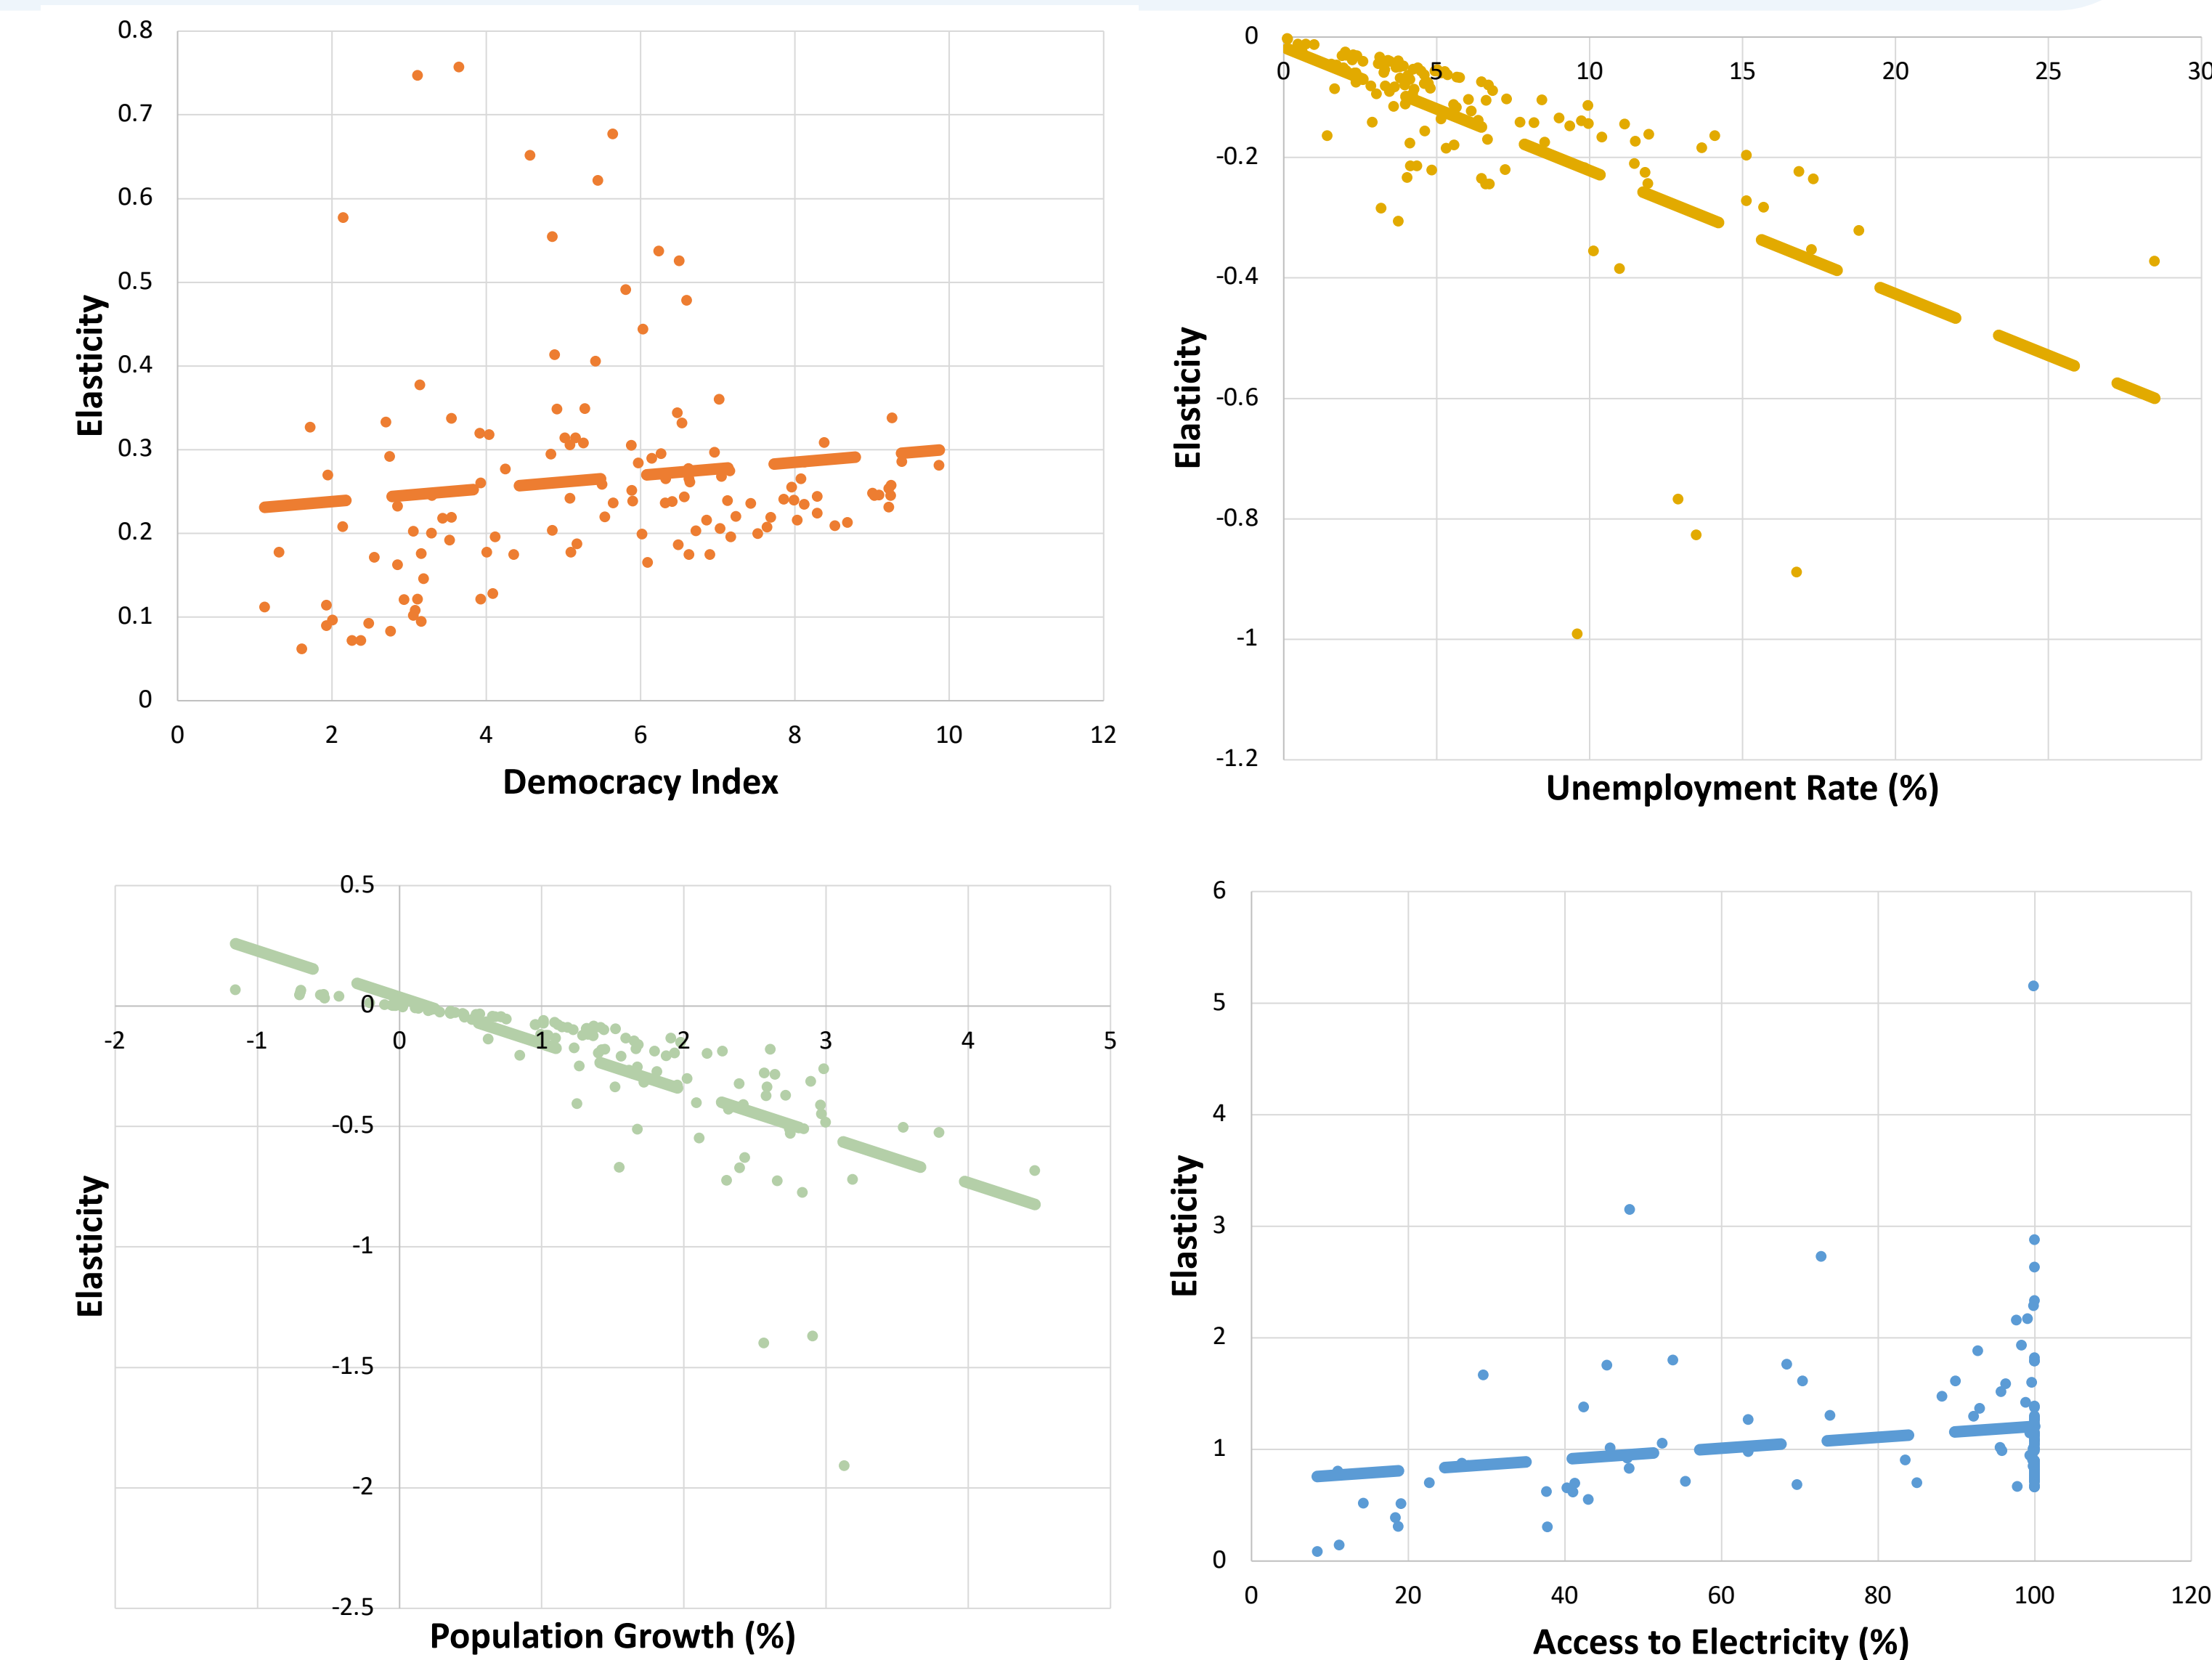 0.8
0.7
0.6
0.5
0.4
0.3
0.2
0.1
0
Elasticity
0 2 4 6 8 10 12
Democracy Index
0
0 5 10 15 20 25 30
-0.2
-0.4
-0.6
-0.8
-1
-1.2
Elasticity
Unemployment Rate (%)
0.5
0
-2 -1 0 1 2 3 4 5
-0.5
-1
-1.5
-2
-2.5
Elasticity
Population Growth (%)
6
5
4
3
2
1
0
Elasticity
0 20 40 60 80 100 120
Access to Electricity (%)